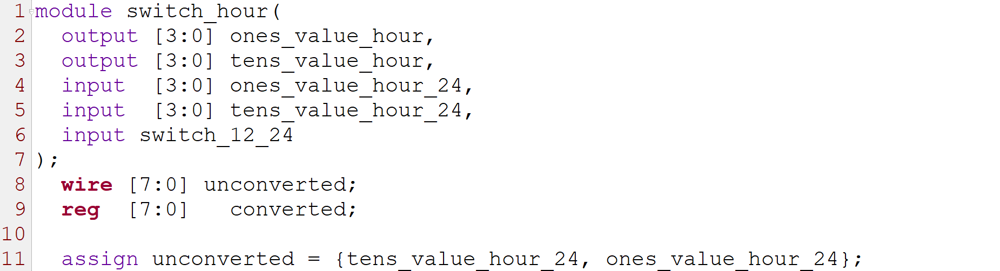 1 module switch_hour(
2   output [3:0] ones_value_hour,
3   output [3:0] tens_value_hour,
4   input  [3:0] ones_value_hour_24,
5   input  [3:0] tens_value_hour_24,
6   input switch_12_24
7 );
8   wire [7:0] unconverted;
9   reg  [7:0]   converted;
10
11   assign unconverted = {tens_value_hour_24, ones_value_hour_24};